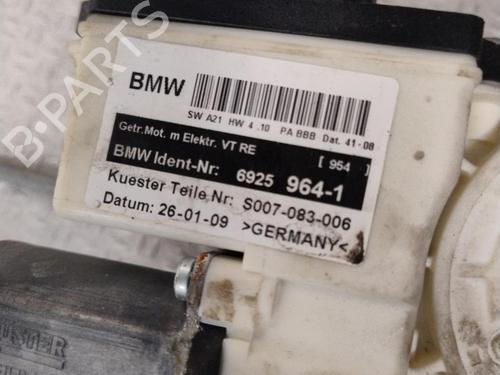 BMW
SW A21 HW 4.10 PA BBB Dat. 41-08
Getr.Mot. m Elektr. VT RE [ 964 ]
BMW Ident-Nr: 6925 964-1
Kuester Teile Nr: S007-083-006
Datum: 26-01-09 >GERMANY<
B-PARTS